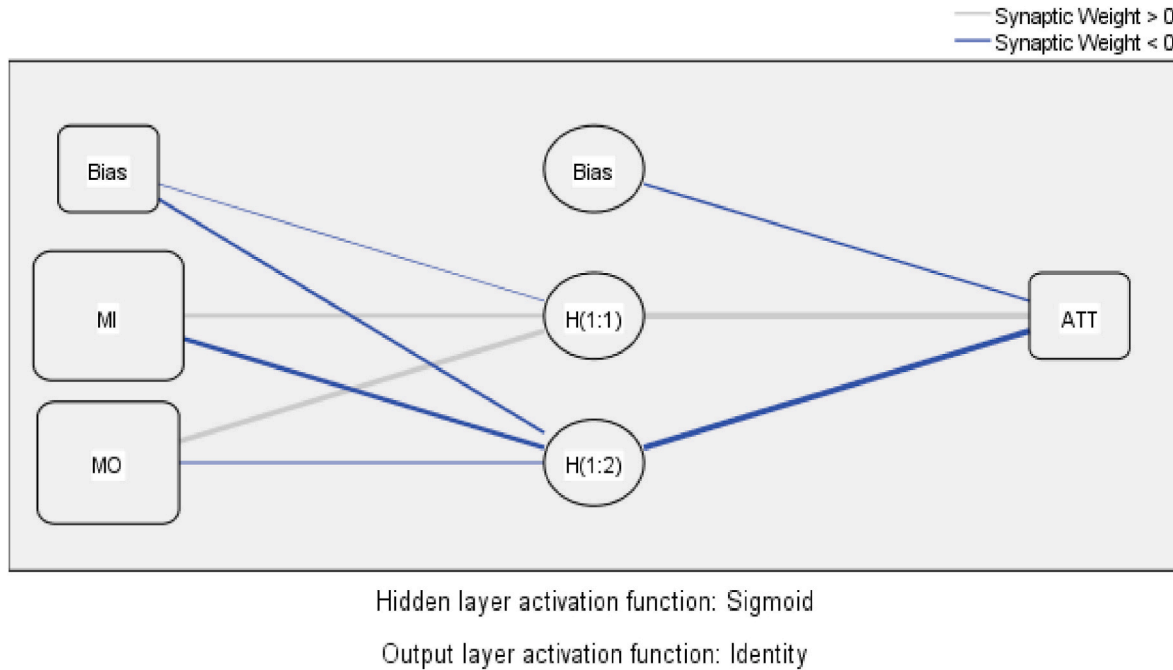 Synaptic Weight > 0
Synaptic Weight < 0
Bias
Bias
MI
H(1:1)
ATT
MO
H(1:2)
Hidden layer activation function: Sigmoid
Output layer activation function: Identity